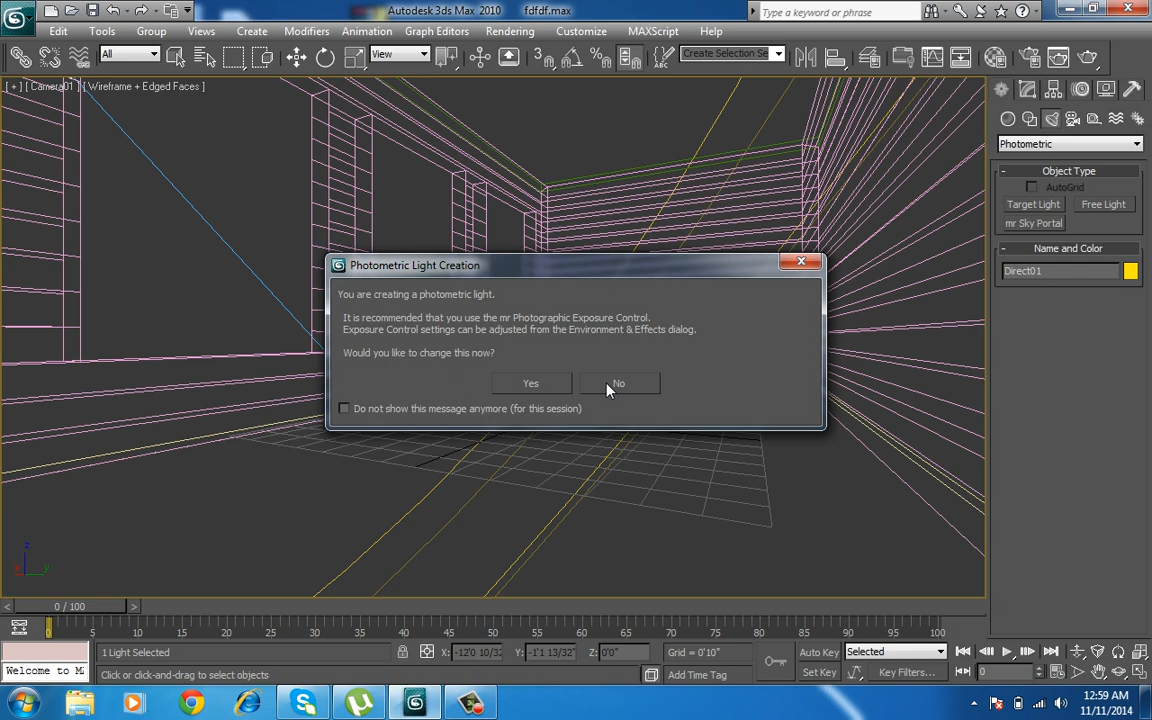 Autodesk 3ds Max 2010 fdfdf.max
Type a keyword or phrase
Edit Tools Group Views Create Modifiers Animation Graph Editors Rendering Customize MAXScript Help
All View 3 Create Selection Se
[ + ] [ Camera01 ] [ Wireframe + Edged Faces ]
Photometric
- Object Type
AutoGrid
Target Light Free Light
mr Sky Portal
- Name and Color
Direct01
Photometric Light Creation
You are creating a photometric light.
It is recommended that you use the mr Photographic Exposure Control.
Exposure Control settings can be adjusted from the Environment & Effects dialog.
Would you like to change this now?
Yes No
Do not show this message anymore (for this session)
z
x y
< 0 / 100 >
0 5 10 15 20 25 30 35 40 45 50 55 60 65 70 75 80 85 90 95 100
1 Light Selected X: -12'0 10/32 Y: -1'1 13/32" Z: 0'0" Grid = 0'10" Auto Key Selected
Welcome to M Click or click-and-drag to select objects Add Time Tag Set Key Key Filters... 0
12:59 AM
11/11/2014